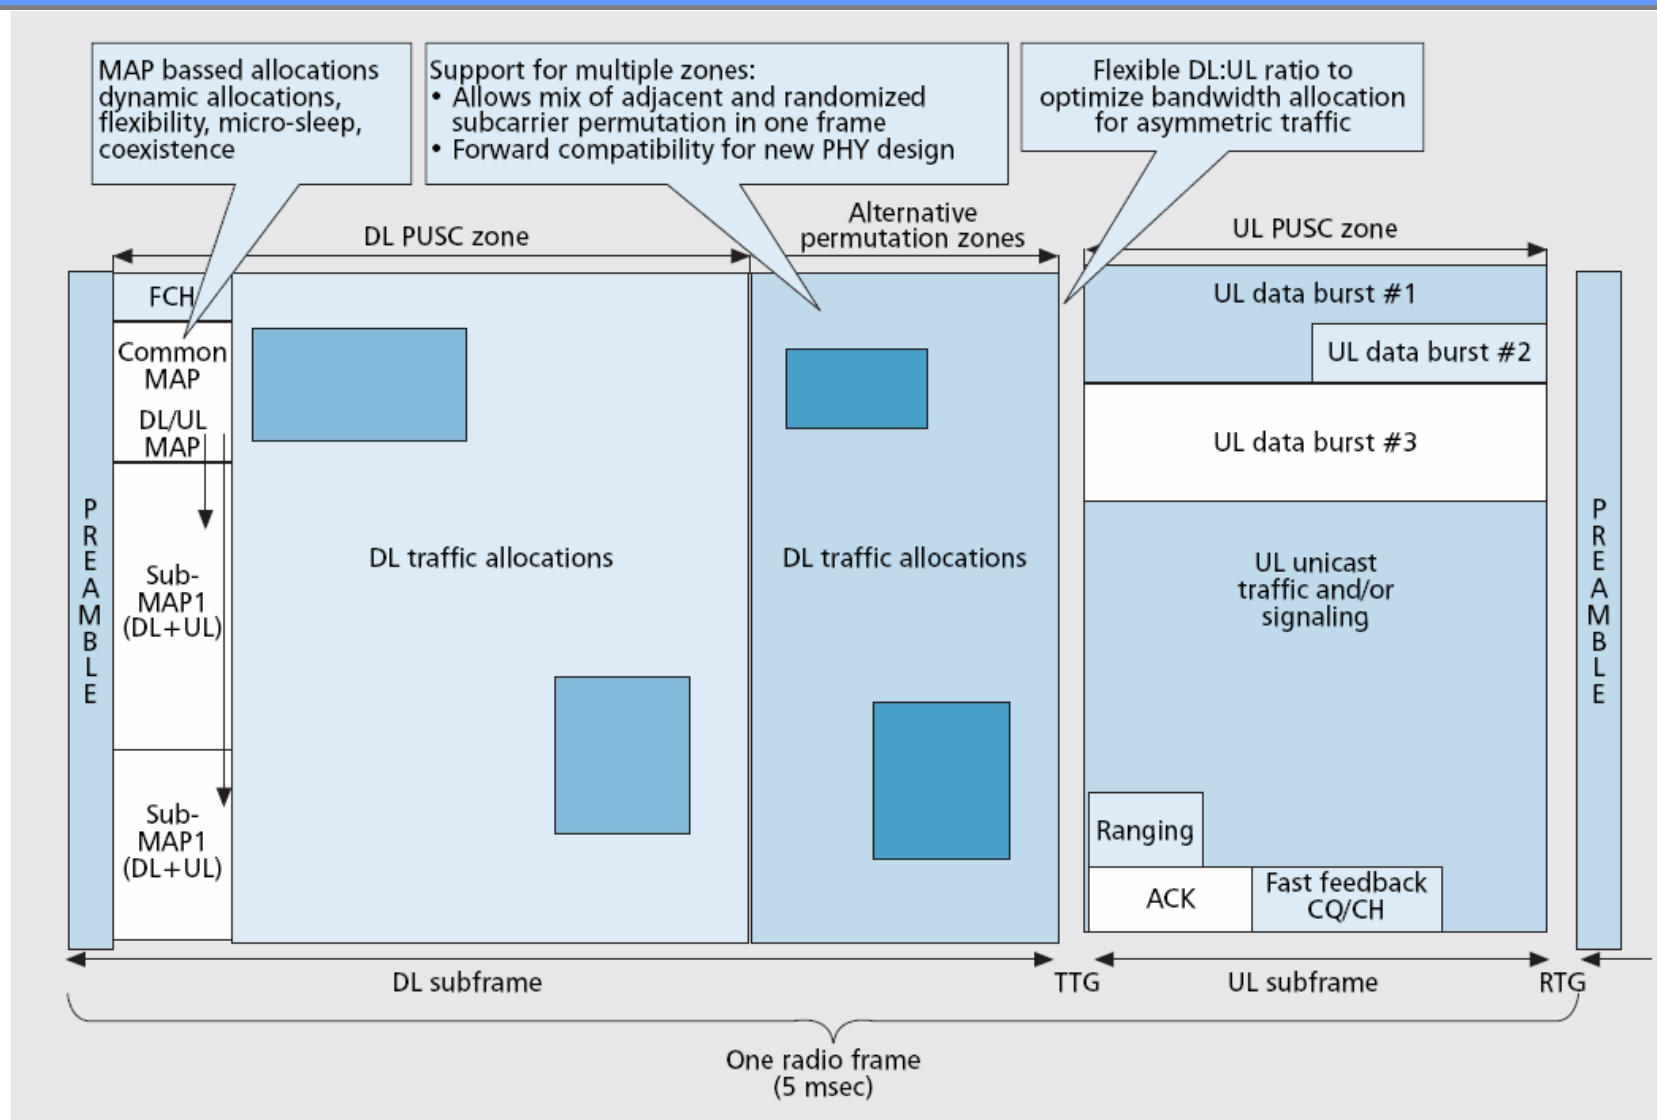 MAP bassed allocations
dynamic allocations,
flexibility, micro-sleep,
coexistence
Support for multiple zones:
• Allows mix of adjacent and randomized
subcarrier permutation in one frame
• Forward compatibility for new PHY design
Flexible DL:UL ratio to
optimize bandwidth allocation
for asymmetric traffic
DL PUSC zone
Alternative
permutation zones
UL PUSC zone
PREAMBLE
FCH
Common
MAP
DL/UL
MAP
Sub-
MAP1
(DL+UL)
Sub-
MAP1
(DL+UL)
DL traffic allocations
DL traffic allocations
UL data burst #1
UL data burst #2
UL data burst #3
UL unicast
traffic and/or
signaling
Ranging
ACK
Fast feedback
CQ/CH
PREAMBLE
DL subframe
TTG
UL subframe
RTG
One radio frame
(5 msec)